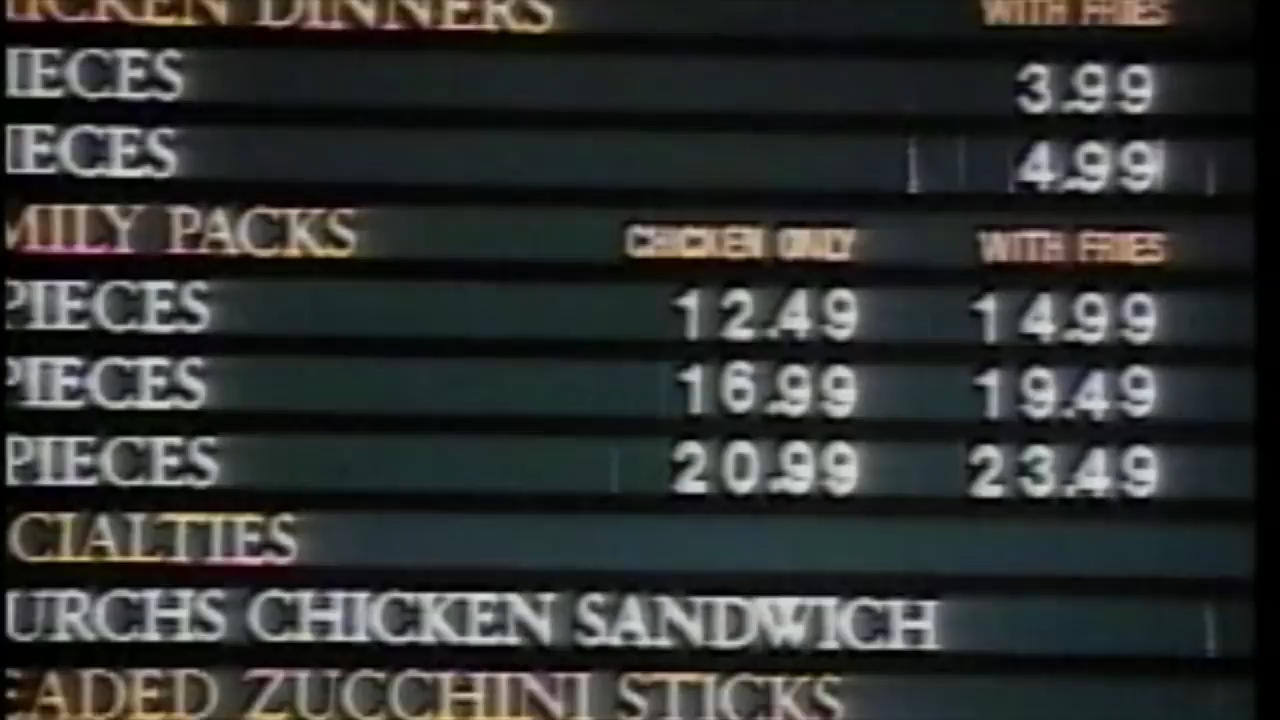 ICKEN DINNERS WITH FRIES
IECES 3.99
IECES 4.99
MILY PACKS CHICKEN ONLY WITH FRIES
PIECES 12.49 14.99
PIECES 16.99 19.49
PIECES 20.99 23.49
CIALTIES
URCHS CHICKEN SANDWICH
EADED ZUCCHINI STICKS